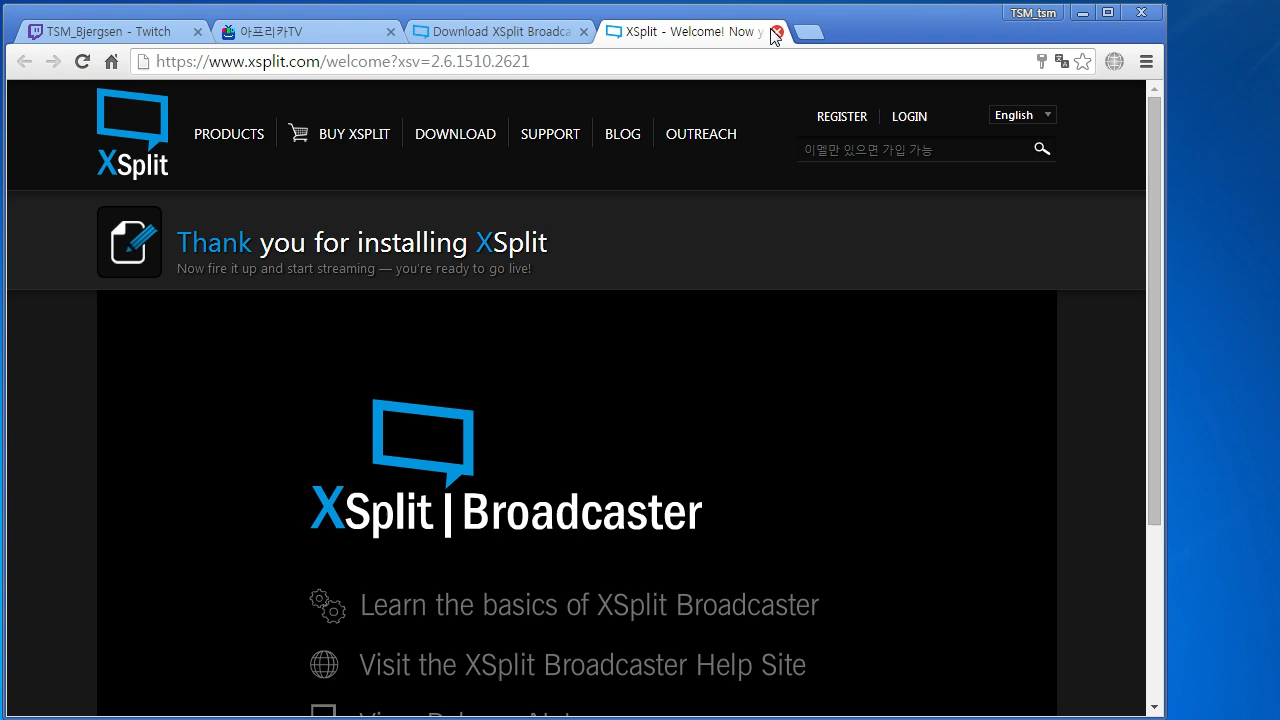 TSM_tsm
TSM_Bjergsen - Twitch
아프리카TV
Download XSplit Broadca
XSplit - Welcome! Now y
https://www.xsplit.com/welcome?xsv=2.6.1510.2621
XSplit
PRODUCTS
BUY XSPLIT
DOWNLOAD
SUPPORT
BLOG
OUTREACH
REGISTER
LOGIN
English
이멜만 있으면 가입 가능
Thank you for installing XSplit
Now fire it up and start streaming — you're ready to go live!
XSplit | Broadcaster
Learn the basics of XSplit Broadcaster
Visit the XSplit Broadcaster Help Site